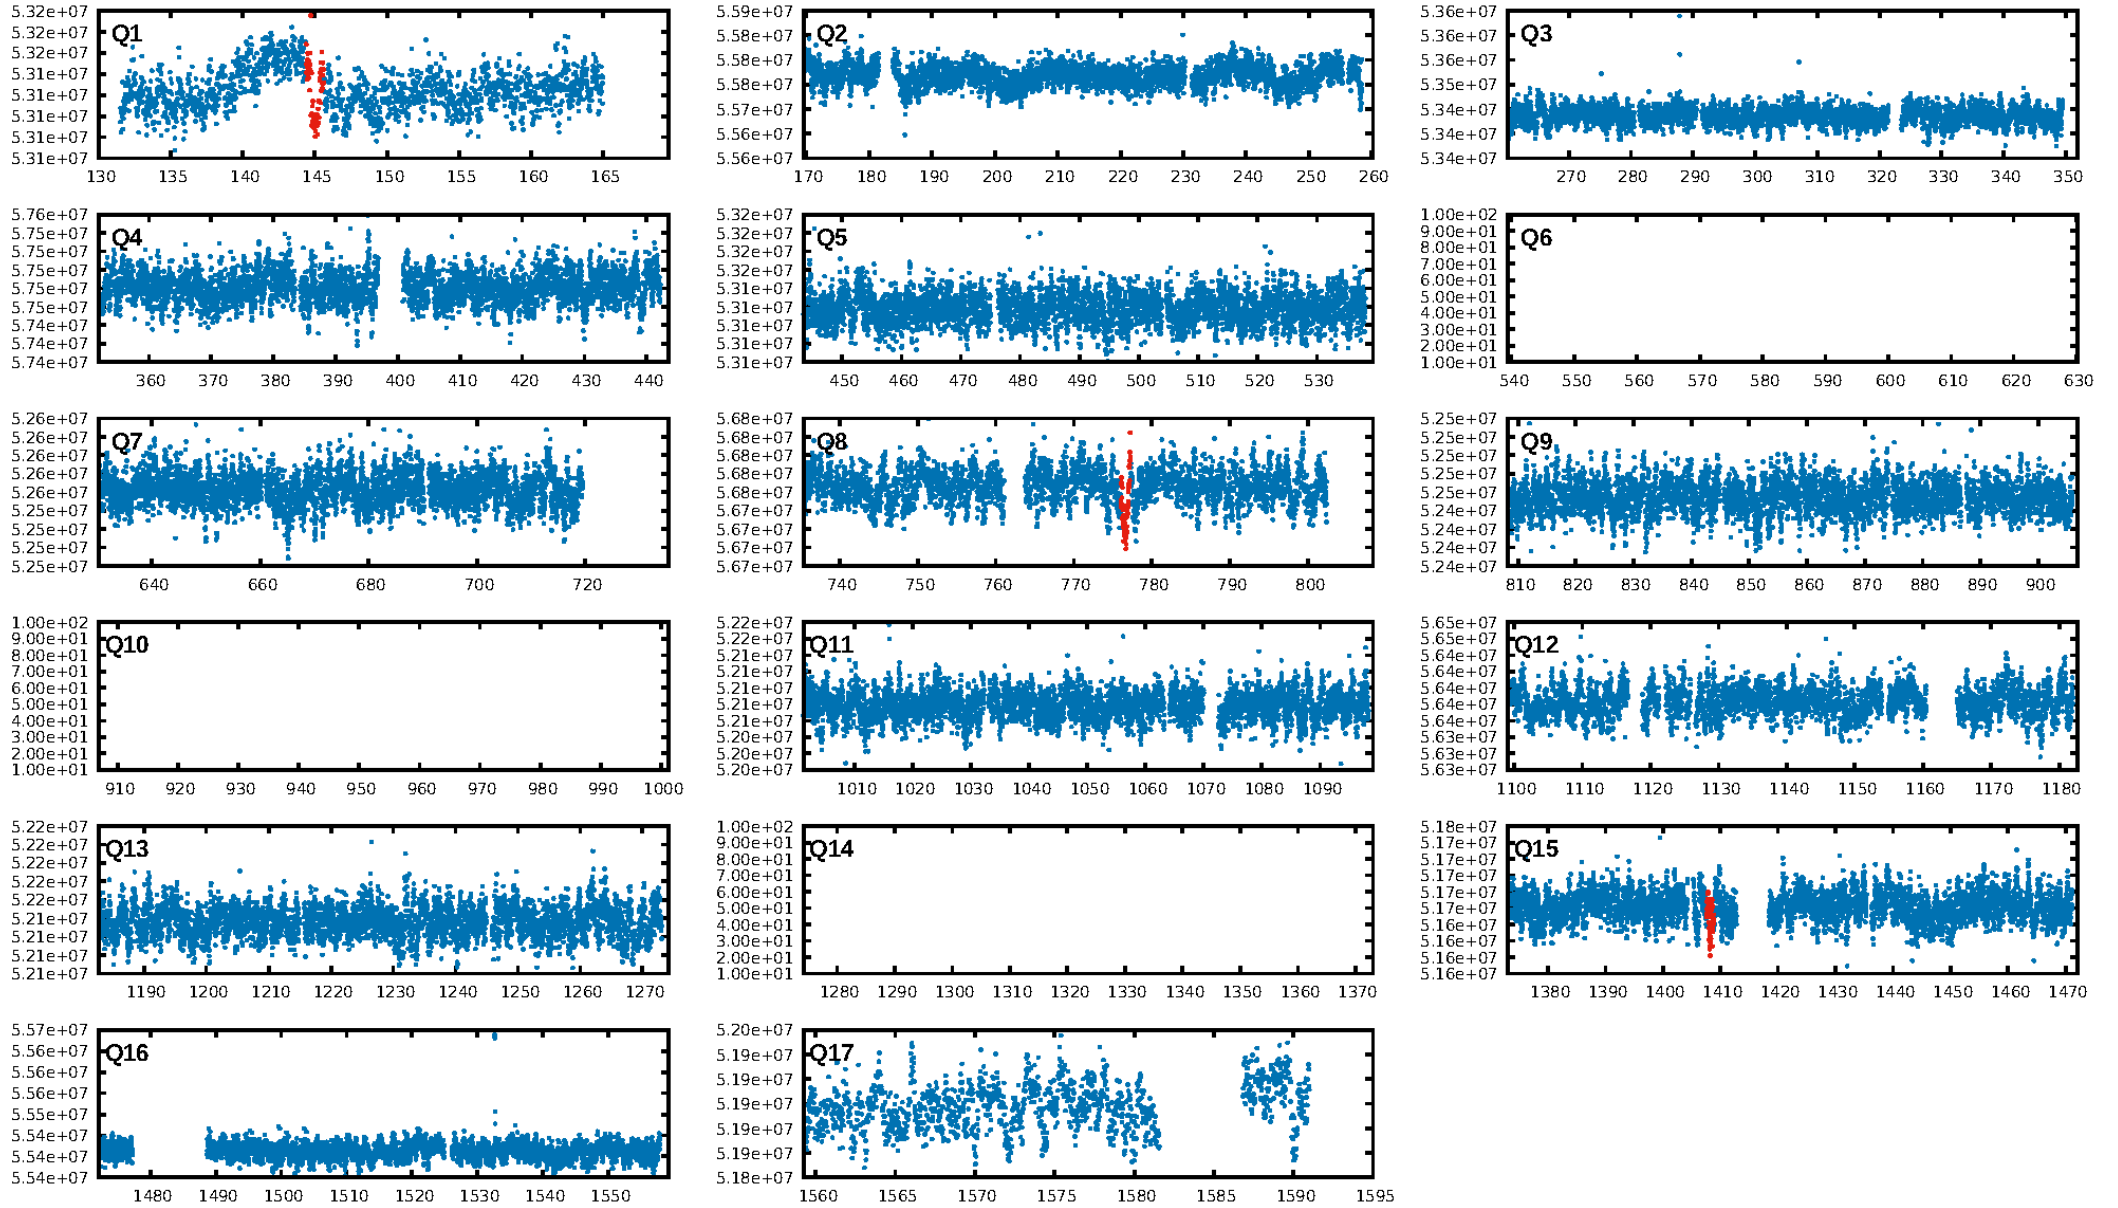 Q1
5.32e+07
5.32e+07
5.32e+07
5.31e+07
5.31e+07
5.31e+07
5.31e+07
5.31e+07
130 135 140 145 150 155 160 165
Q2
5.59e+07
5.58e+07
5.58e+07
5.58e+07
5.57e+07
5.56e+07
5.56e+07
170 180 190 200 210 220 230 240 250 260
Q3
5.36e+07
5.36e+07
5.35e+07
5.35e+07
5.34e+07
5.34e+07
5.34e+07
270 280 290 300 310 320 330 340 350
Q4
5.76e+07
5.75e+07
5.75e+07
5.75e+07
5.75e+07
5.75e+07
5.74e+07
5.74e+07
5.74e+07
360 370 380 390 400 410 420 430 440
Q5
5.32e+07
5.32e+07
5.32e+07
5.32e+07
5.31e+07
5.31e+07
5.31e+07
5.31e+07
5.31e+07
450 460 470 480 490 500 510 520 530
Q6
1.00e+02
9.00e+01
8.00e+01
7.00e+01
6.00e+01
5.00e+01
4.00e+01
3.00e+01
2.00e+01
1.00e+01
540 550 560 570 580 590 600 610 620 630
Q7
5.26e+07
5.26e+07
5.26e+07
5.26e+07
5.26e+07
5.25e+07
5.25e+07
5.25e+07
5.25e+07
640 660 680 700 720
Q8
5.68e+07
5.68e+07
5.68e+07
5.68e+07
5.68e+07
5.67e+07
5.67e+07
5.67e+07
5.67e+07
740 750 760 770 780 790 800
Q9
5.25e+07
5.25e+07
5.25e+07
5.25e+07
5.25e+07
5.24e+07
5.24e+07
5.24e+07
5.24e+07
810 820 830 840 850 860 870 880 890 900
Q10
1.00e+02
9.00e+01
8.00e+01
7.00e+01
6.00e+01
5.00e+01
4.00e+01
3.00e+01
2.00e+01
1.00e+01
910 920 930 940 950 960 970 980 990 1000
Q11
5.22e+07
5.22e+07
5.21e+07
5.21e+07
5.21e+07
5.21e+07
5.21e+07
5.20e+07
5.20e+07
5.20e+07
1010 1020 1030 1040 1050 1060 1070 1080 1090
Q12
5.65e+07
5.65e+07
5.64e+07
5.64e+07
5.64e+07
5.64e+07
5.64e+07
5.63e+07
5.63e+07
5.63e+07
1100 1110 1120 1130 1140 1150 1160 1170 1180
Q13
5.22e+07
5.22e+07
5.22e+07
5.22e+07
5.22e+07
5.21e+07
5.21e+07
5.21e+07
5.21e+07
1190 1200 1210 1220 1230 1240 1250 1260 1270
Q14
1.00e+02
9.00e+01
8.00e+01
7.00e+01
6.00e+01
5.00e+01
4.00e+01
3.00e+01
2.00e+01
1.00e+01
1280 1290 1300 1310 1320 1330 1340 1350 1360 1370
Q15
5.18e+07
5.17e+07
5.17e+07
5.17e+07
5.17e+07
5.17e+07
5.17e+07
5.16e+07
5.16e+07
5.16e+07
1380 1390 1400 1410 1420 1430 1440 1450 1460 1470
Q16
5.57e+07
5.56e+07
5.56e+07
5.56e+07
5.55e+07
5.54e+07
5.54e+07
5.54e+07
1480 1490 1500 1510 1520 1530 1540 1550
Q17
5.20e+07
5.19e+07
5.19e+07
5.19e+07
5.19e+07
5.19e+07
5.18e+07
1560 1565 1570 1575 1580 1585 1590 1595